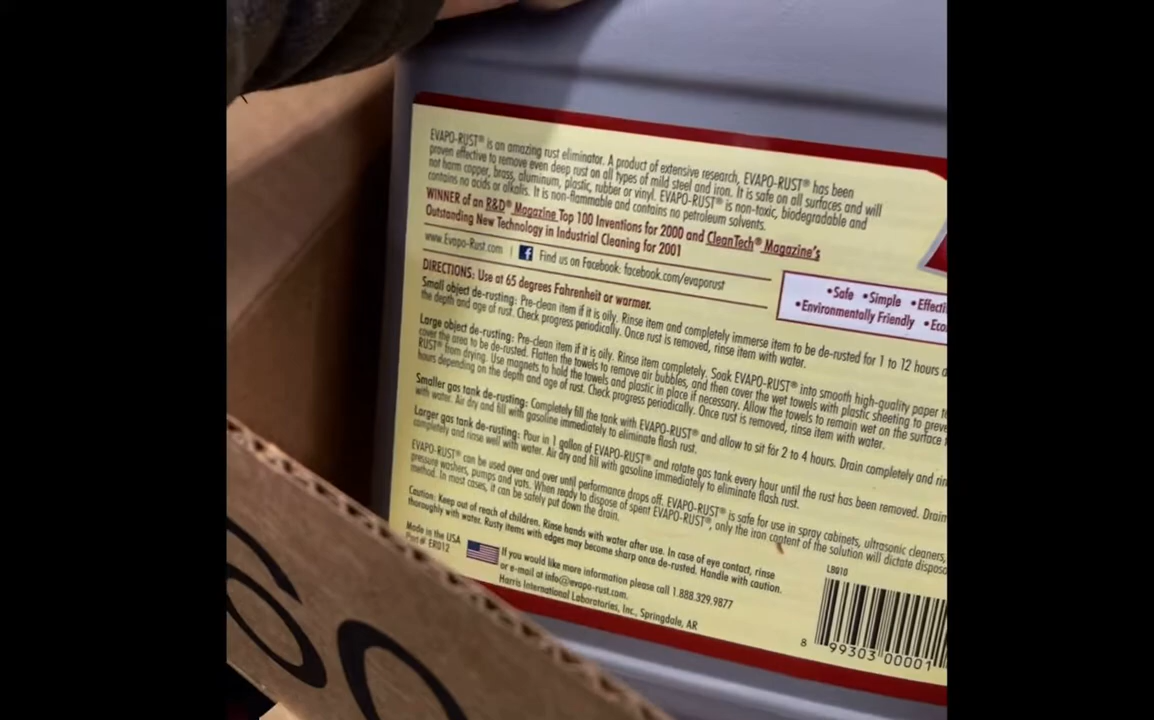 EVAPO-RUST® is an amazing rust eliminator. A product of extensive research, EVAPO-RUST® has been
proven effective to remove even deep rust on all types of mild steel and iron. It is safe on all surfaces and will
not harm copper, brass, aluminum, plastic, rubber or vinyl. EVAPO-RUST® is non-toxic, biodegradable and
contains no acids or alkalis. It is non-flammable and contains no petroleum solvents.
WINNER of an R&D® Magazine Top 100 Inventions for 2000 and CleanTech® Magazine's
Outstanding New Technology in Industrial Cleaning for 2001
www.Evapo-Rust.com | f Find us on Facebook: facebook.com/evaporust
•Safe •Simple •Effecti
•Environmentally Friendly •Eco
DIRECTIONS: Use at 65 degrees Fahrenheit or warmer.
Small object de-rusting: Pre-clean item if it is oily. Rinse item and completely immerse item to be de-rusted for 1 to 12 hours
the depth and age of rust. Check progress periodically. Once rust is removed, rinse item with water.
Large object de-rusting: Pre-clean item if it is oily. Rinse item completely. Soak EVAPO-RUST® into smooth high-quality paper
cover the area to be de-rusted. Flatten the towels to remove air bubbles, and then cover the wet towels with plastic sheeting to preve
RUST® from drying. Use magnets to hold the towels and plastic in place if necessary. Allow the towels to remain wet on the surface
hours depending on the depth and age of rust. Check progress periodically. Once rust is removed, rinse item with water.
Smaller gas tank de-rusting: Completely fill the tank with EVAPO-RUST® and allow to sit for 2 to 4 hours. Drain completely and rin
with water. Air dry and fill with gasoline immediately to eliminate flash rust.
Larger gas tank de-rusting: Pour in 1 gallon of EVAPO-RUST® and rotate gas tank every hour until the rust has been removed. Drain
completely and rinse well with water. Air dry and fill with gasoline immediately to eliminate flash rust.
EVAPO-RUST® can be used over and over until performance drops off. EVAPO-RUST® is safe for use in spray cabinets, ultrasonic cleaners,
pressure washers, pumps and vats. When ready to dispose of spent EVAPO-RUST®, only the iron content of the solution will dictate disposa
method. In most cases, it can be safely put down the drain.
Caution: Keep out of reach of children. Rinse hands with water after use. In case of eye contact, rinse
thoroughly with water. Rusty items with edges may become sharp once de-rusted. Handle with caution.
Made in the USA
Part # ER012
If you would like more information please call 1.888.329.9877
or e-mail at info@evapo-rust.com.
Harris International Laboratories, Inc., Springdale, AR
LB010
8 99303 00001
60